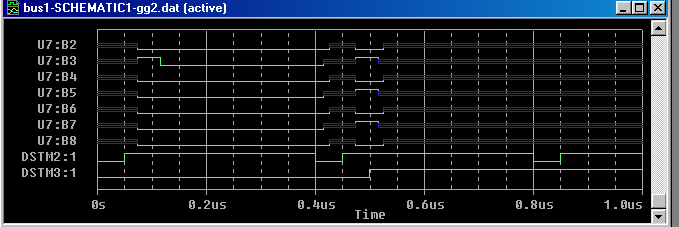 bus1-SCHEMATIC1-gg2.dat (active)
U7:B2
U7:B3
U7:B4
U7:B5
U7:B6
U7:B7
U7:B8
DSTM2:1
DSTM3:1
0s 0.2us 0.4us 0.6us 0.8us 1.0us
Time